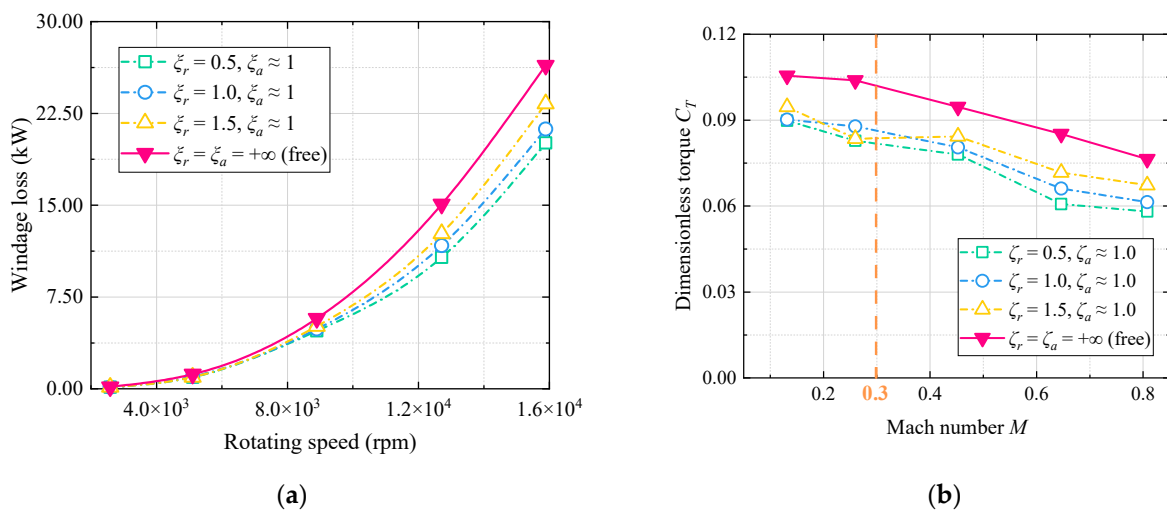 30.00
22.50
15.00
7.50
0.00
Windage loss (kW)
ξr = 0.5, ξa ≈ 1
ξr = 1.0, ξa ≈ 1
ξr = 1.5, ξa ≈ 1
ξr = ξa = +∞ (free)
4.0×10³ 8.0×10³ 1.2×10⁴ 1.6×10⁴
Rotating speed (rpm)
(a)
0.12
0.09
0.06
0.03
0.00
Dimensionless torque CT
ζr = 0.5, ζa ≈ 1.0
ζr = 1.0, ζa ≈ 1.0
ζr = 1.5, ζa ≈ 1.0
ζr = ζa = +∞ (free)
0.2 0.3 0.4 0.6 0.8
Mach number M
(b)